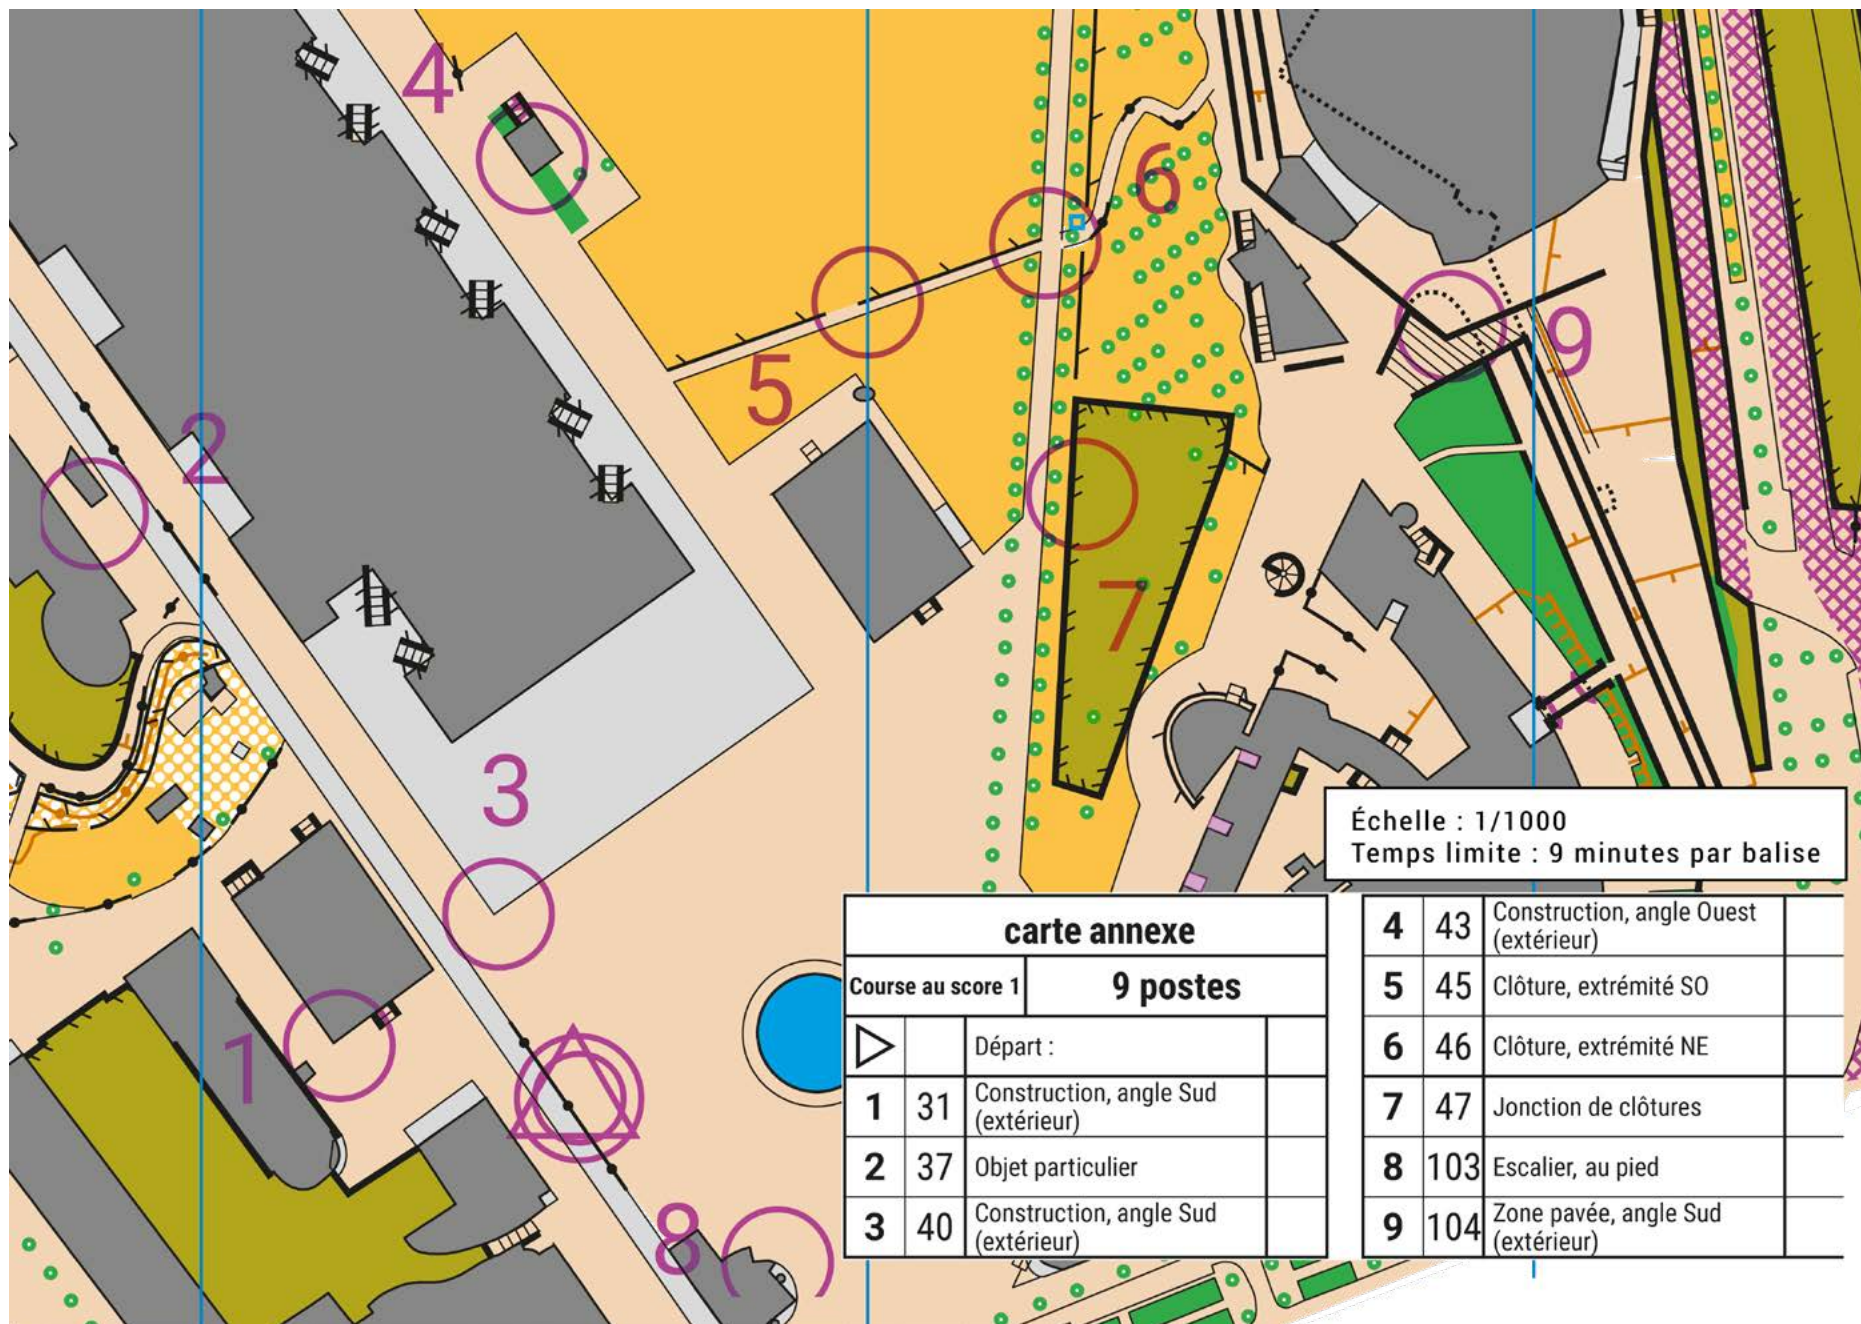 4
6
9
5
2
7
3
1
8
Échelle : 1/1000
Temps limite : 9 minutes par balise
carte annexe
Course au score 1 9 postes
Départ :
1 31 Construction, angle Sud
(extérieur)
2 37 Objet particulier
3 40 Construction, angle Sud
(extérieur)
4 43 Construction, angle Ouest
(extérieur)
5 45 Clôture, extrémité SO
6 46 Clôture, extrémité NE
7 47 Jonction de clôtures
8 103 Escalier, au pied
9 104 Zone pavée, angle Sud
(extérieur)